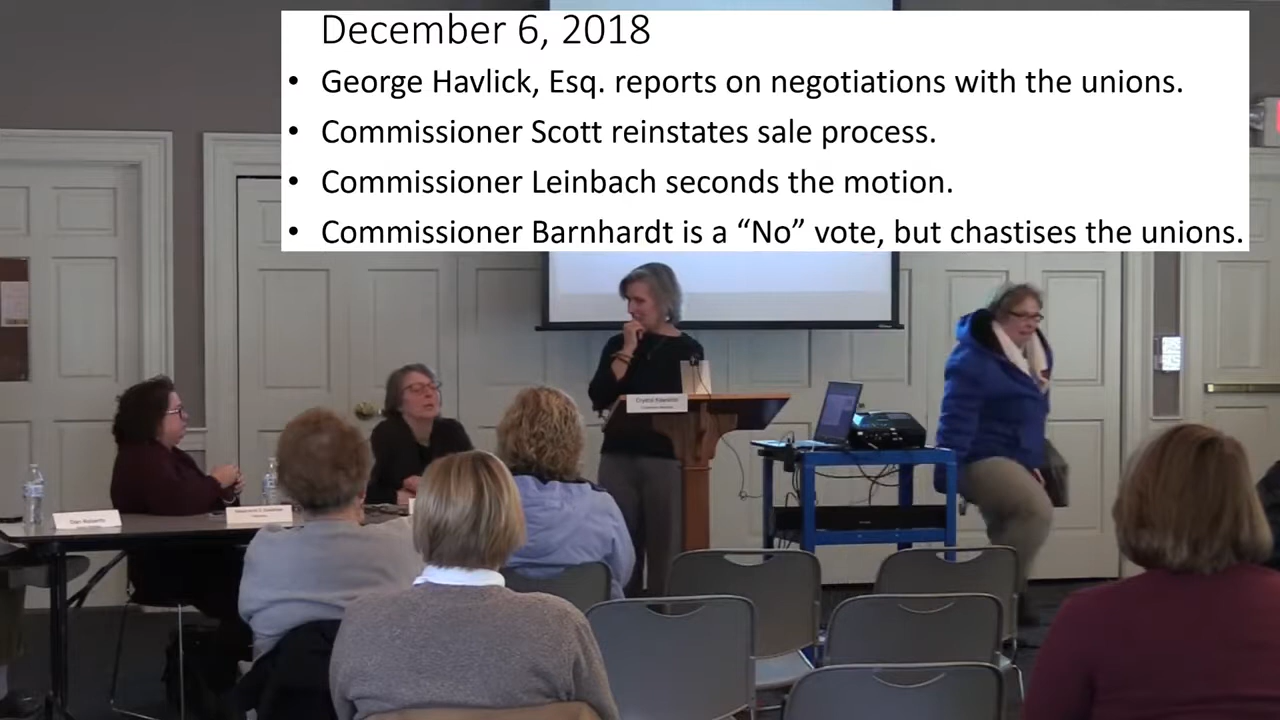 December 6, 2018
• George Havlick, Esq. reports on negotiations with the unions.
• Commissioner Scott reinstates sale process.
• Commissioner Leinbach seconds the motion.
• Commissioner Barnhardt is a “No” vote, but chastises the unions.